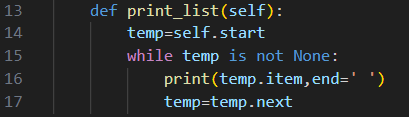 13 def print_list(self):
14 temp=self.start
15 while temp is not None:
16 print(temp.item,end=' ')
17 temp=temp.next